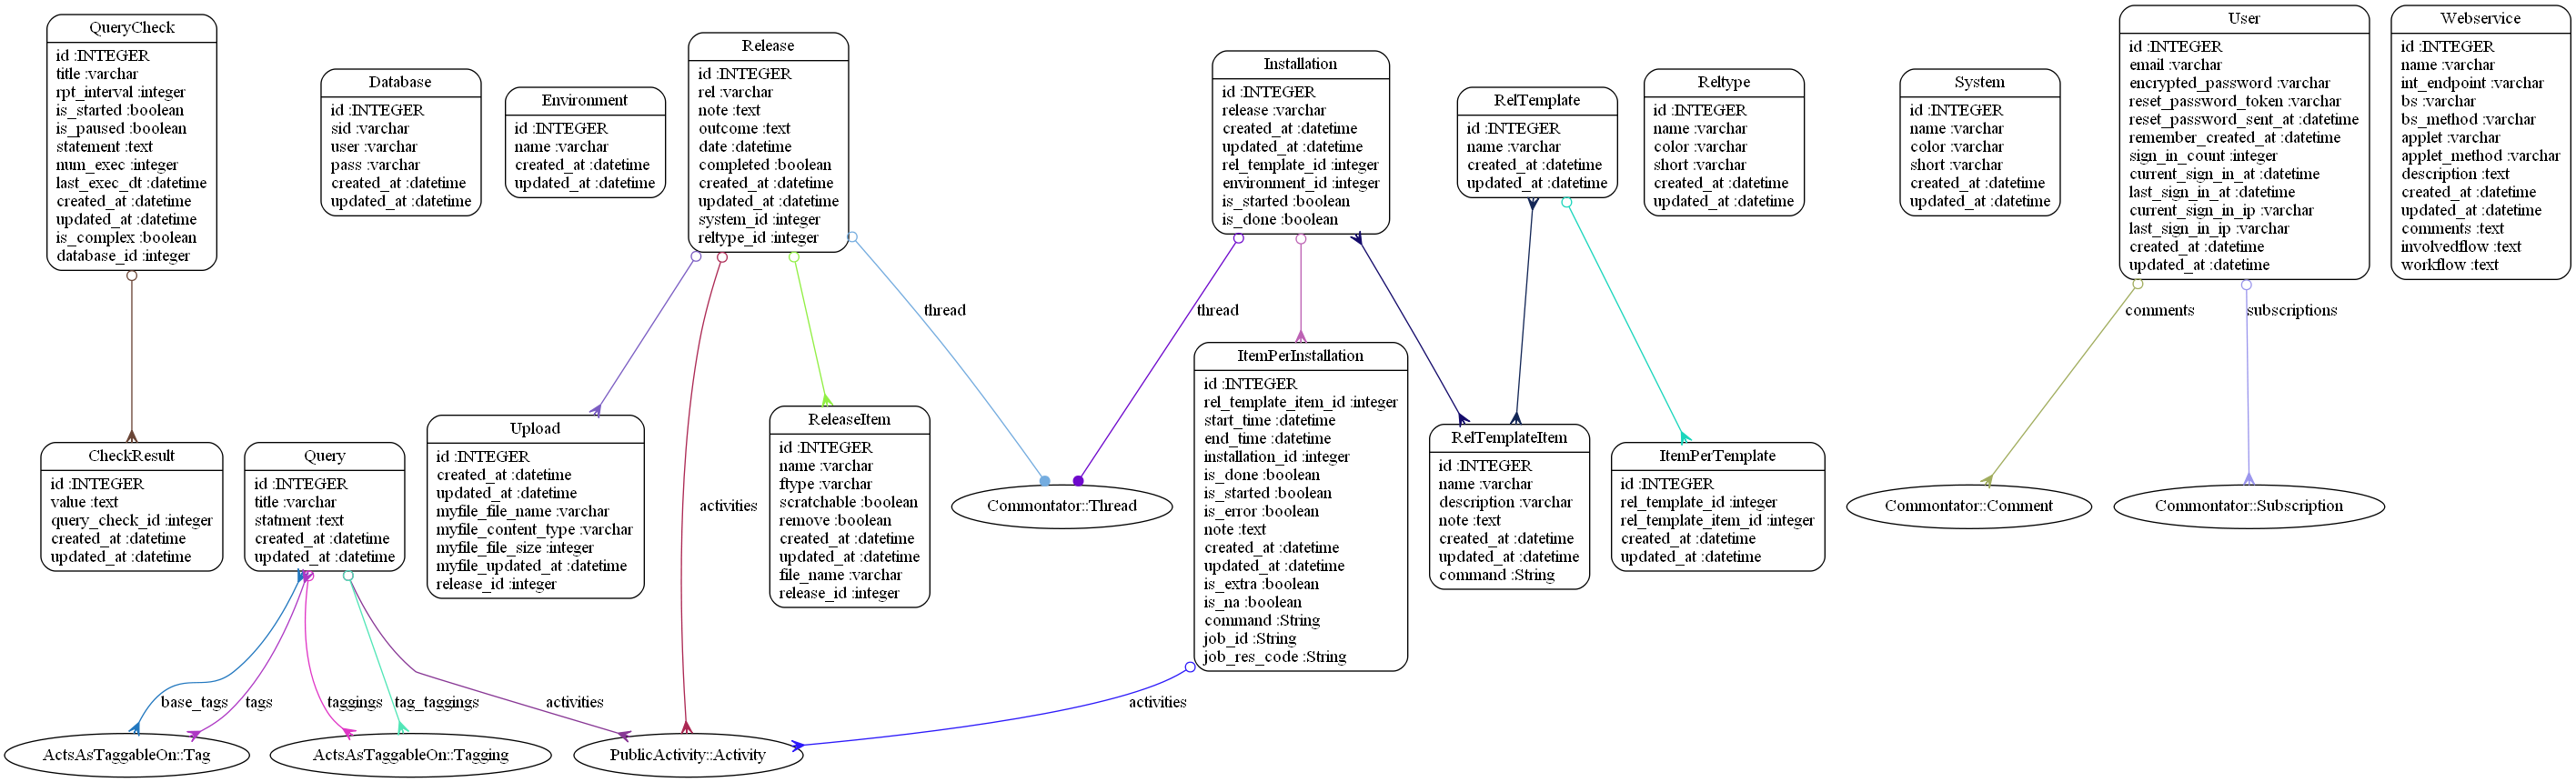 QueryCheck
id :INTEGER
title :varchar
rpt_interval :integer
is_started :boolean
is_paused :boolean
statement :text
num_exec :integer
last_exec_dt :datetime
created_at :datetime
updated_at :datetime
is_complex :boolean
database_id :integer
Database
id :INTEGER
sid :varchar
user :varchar
pass :varchar
created_at :datetime
updated_at :datetime
Environment
id :INTEGER
name :varchar
created_at :datetime
updated_at :datetime
Release
id :INTEGER
rel :varchar
note :text
outcome :text
date :datetime
completed :boolean
created_at :datetime
updated_at :datetime
system_id :integer
reltype_id :integer
Installation
id :INTEGER
release :varchar
created_at :datetime
updated_at :datetime
rel_template_id :integer
environment_id :integer
is_started :boolean
is_done :boolean
RelTemplate
id :INTEGER
name :varchar
created_at :datetime
updated_at :datetime
Reltype
id :INTEGER
name :varchar
color :varchar
short :varchar
created_at :datetime
updated_at :datetime
System
id :INTEGER
name :varchar
color :varchar
short :varchar
created_at :datetime
updated_at :datetime
User
id :INTEGER
email :varchar
encrypted_password :varchar
reset_password_token :varchar
reset_password_sent_at :datetime
remember_created_at :datetime
sign_in_count :integer
current_sign_in_at :datetime
last_sign_in_at :datetime
current_sign_in_ip :varchar
last_sign_in_ip :varchar
created_at :datetime
updated_at :datetime
Webservice
id :INTEGER
name :varchar
int_endpoint :varchar
bs :varchar
bs_method :varchar
applet :varchar
applet_method :varchar
description :text
created_at :datetime
updated_at :datetime
comments :text
involvedflow :text
workflow :text
thread
thread
comments
subscriptions
CheckResult
id :INTEGER
value :text
query_check_id :integer
created_at :datetime
updated_at :datetime
Query
id :INTEGER
title :varchar
statment :text
created_at :datetime
updated_at :datetime
Upload
id :INTEGER
created_at :datetime
updated_at :datetime
myfile_file_name :varchar
myfile_content_type :varchar
myfile_file_size :integer
myfile_updated_at :datetime
release_id :integer
activities
ReleaseItem
id :INTEGER
name :varchar
ftype :varchar
scratchable :boolean
remove :boolean
created_at :datetime
updated_at :datetime
file_name :varchar
release_id :integer
Commontator::Thread
ItemPerInstallation
id :INTEGER
rel_template_item_id :integer
start_time :datetime
end_time :datetime
installation_id :integer
is_done :boolean
is_started :boolean
is_error :boolean
note :text
created_at :datetime
updated_at :datetime
is_extra :boolean
is_na :boolean
command :String
job_id :String
job_res_code :String
RelTemplateItem
id :INTEGER
name :varchar
description :varchar
note :text
created_at :datetime
updated_at :datetime
command :String
ItemPerTemplate
id :INTEGER
rel_template_id :integer
rel_template_item_id :integer
created_at :datetime
updated_at :datetime
Commontator::Comment
Commontator::Subscription
base_tags
tags
taggings
tag_taggings
activities
activities
ActsAsTaggableOn::Tag
ActsAsTaggableOn::Tagging
PublicActivity::Activity